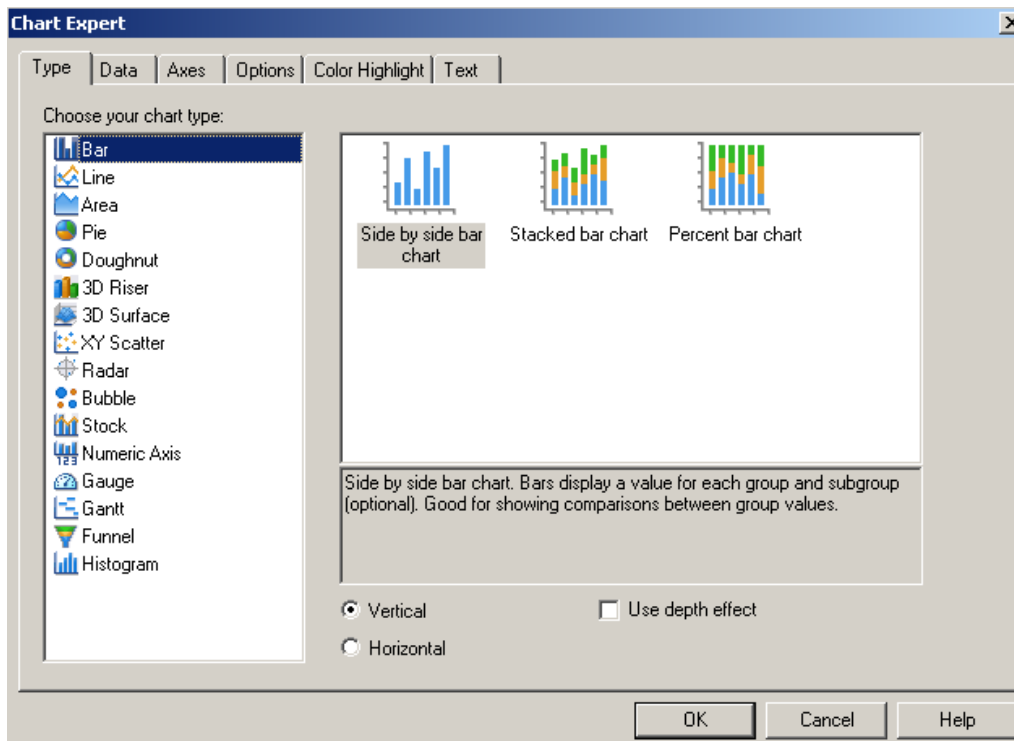 Chart Expert
Type Data Axes Options Color Highlight Text
Choose your chart type:
Bar
Line
Area
Pie
Doughnut
3D Riser
3D Surface
XY Scatter
Radar
Bubble
Stock
Numeric Axis
Gauge
Gantt
Funnel
Histogram
Side by side bar
chart
Stacked bar chart
Percent bar chart
Side by side bar chart. Bars display a value for each group and subgroup
(optional). Good for showing comparisons between group values.
Vertical
Use depth effect
Horizontal
OK Cancel Help